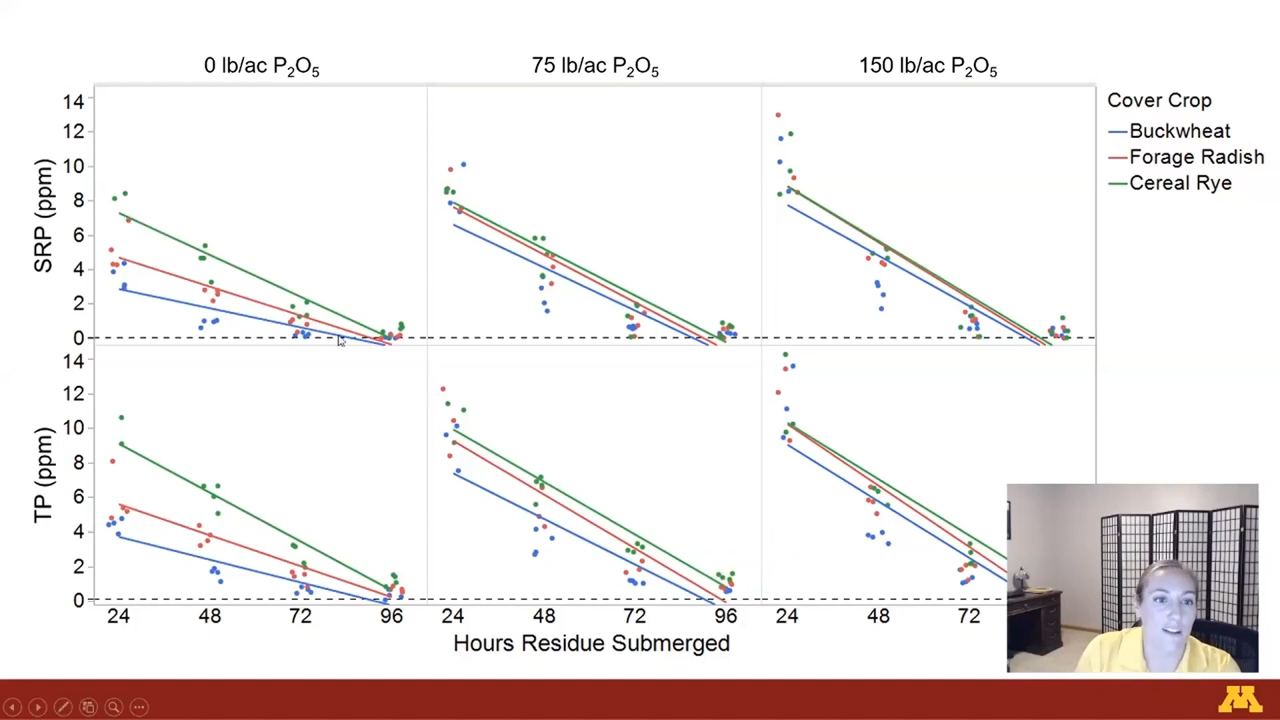 0 lb/ac P₂O₅
75 lb/ac P₂O₅
150 lb/ac P₂O₅
Cover Crop
Buckwheat
Forage Radish
Cereal Rye
SRP (ppm)
14
12
10
8
6
4
2
0
TP (ppm)
14
12
10
8
6
4
2
0
24 48 72 96
24 48 72 96
24 48 72
Hours Residue Submerged
M